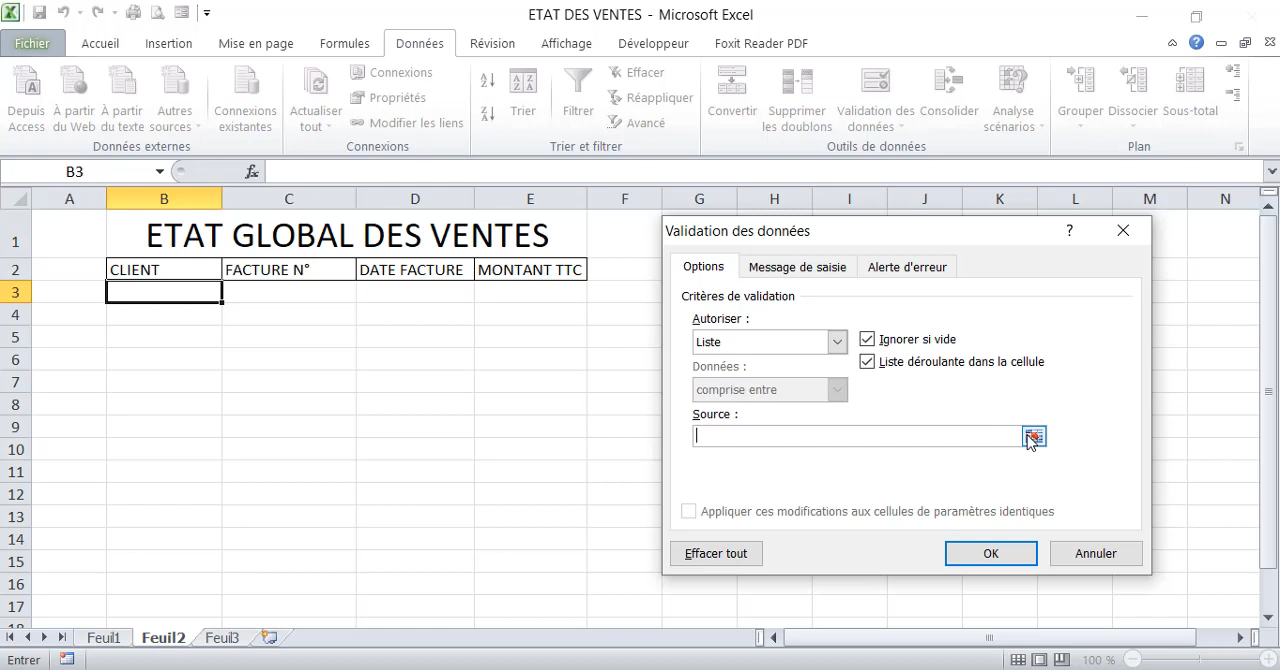 ETAT DES VENTES - Microsoft Excel
Fichier Accueil Insertion Mise en page Formules Données Révision Affichage Développeur Foxit Reader PDF
Depuis Access
À partir du Web
À partir du texte
Autres sources
Connexions existantes
Données externes
Actualiser tout
Connexions
Propriétés
Modifier les liens
Connexions
Trier
Filtrer
Effacer
Réappliquer
Avancé
Trier et filtrer
Convertir
Supprimer les doublons
Validation des données
Consolider
Analyse scénarios
Outils de données
Grouper
Dissocier
Sous-total
Plan
B3
fx
A B C D E F G H I J K L M N
1 ETAT GLOBAL DES VENTES
2 CLIENT FACTURE N° DATE FACTURE MONTANT TTC
3
4
5
6
7
8
9
10
11
12
13
14
15
16
17
18
Validation des données
?
Options Message de saisie Alerte d'erreur
Critères de validation
Autoriser :
Liste
Ignorer si vide
Liste déroulante dans la cellule
Données :
comprise entre
Source :
Appliquer ces modifications aux cellules de paramètres identiques
Effacer tout OK Annuler
Feuil1 Feuil2 Feuil3
Entrer
100 %